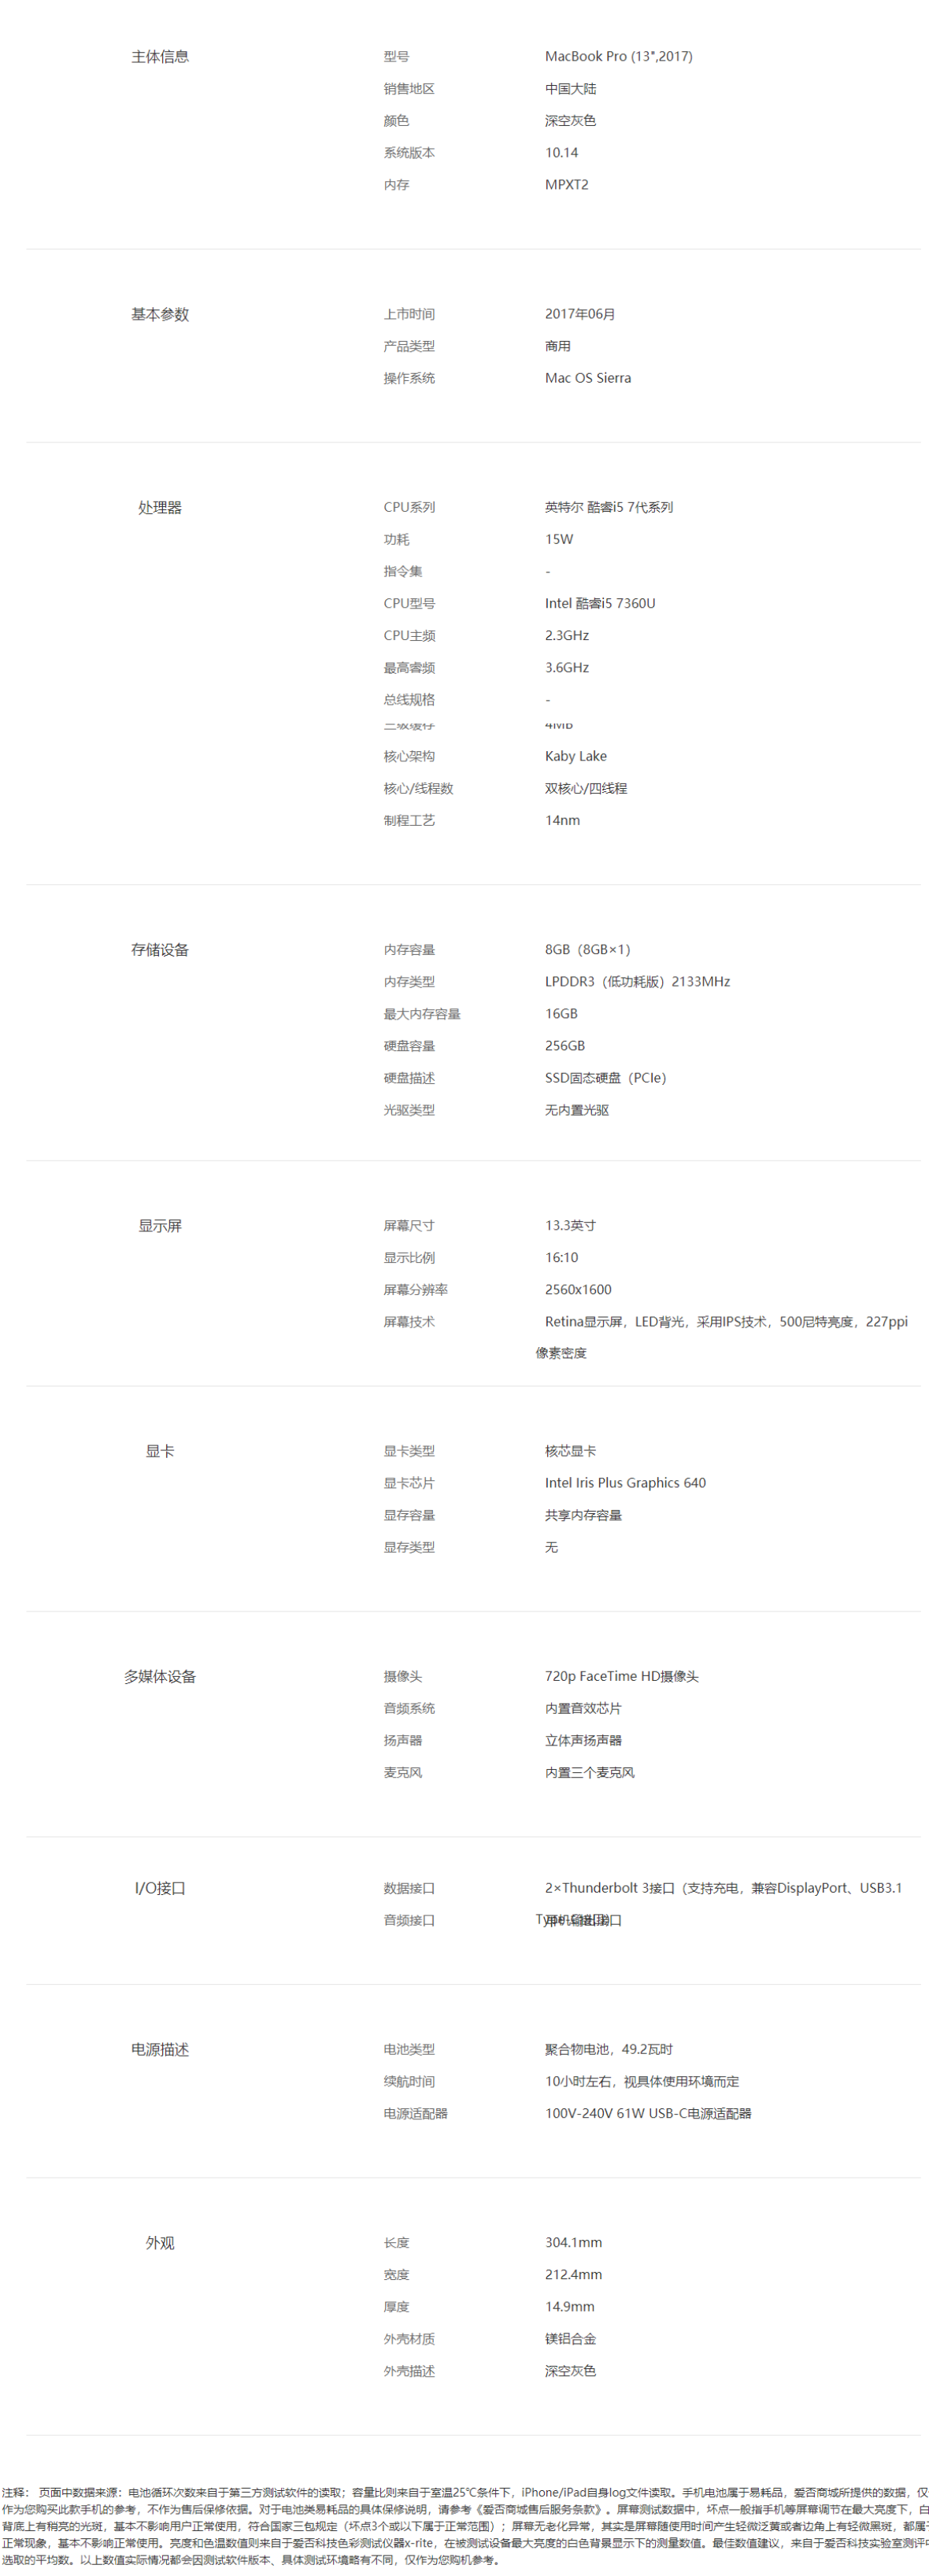 主体信息 型号 MacBook Pro (13",2017)
销售地区 中国大陆
颜色 深空灰色
系统版本 10.14
内存 MPXT2
基本参数 上市时间 2017年06月
产品类型 商用
操作系统 Mac OS Sierra
处理器 CPU系列 英特尔 酷睿i5 7代系列
功耗 15W
指令集 -
CPU型号 Intel 酷睿i5 7360U
CPU主频 2.3GHz
最高睿频 3.6GHz
总线规格 -
三级缓存 4MB
核心架构 Kaby Lake
核心/线程数 双核心/四线程
制程工艺 14nm
存储设备 内存容量 8GB（8GB×1）
内存类型 LPDDR3（低功耗版）2133MHz
最大内存容量 16GB
硬盘容量 256GB
硬盘描述 SSD固态硬盘（PCIe）
光驱类型 无内置光驱
显示屏 屏幕尺寸 13.3英寸
显示比例 16:10
屏幕分辨率 2560x1600
屏幕技术 Retina显示屏，LED背光，采用IPS技术，500尼特亮度，227ppi
像素密度
显卡 显卡类型 核芯显卡
显卡芯片 Intel Iris Plus Graphics 640
显存容量 共享内存容量
显存类型 无
多媒体设备 摄像头 720p FaceTime HD摄像头
音频系统 内置音效芯片
扬声器 立体声扬声器
麦克风 内置三个麦克风
I/O接口 数据接口 2×Thunderbolt 3接口（支持充电，兼容DisplayPort、USB3.1
音频接口 耳机输出接口
电源描述 电池类型 聚合物电池，49.2瓦时
续航时间 10小时左右，视具体使用环境而定
电源适配器 100V-240V 61W USB-C电源适配器
外观 长度 304.1mm
宽度 212.4mm
厚度 14.9mm
外壳材质 镁铝合金
外壳描述 深空灰色
注释： 页面中数据来源：电池循环次数来自于第三方测试软件的读取；容量比则来自于室温25℃条件下，iPhone/iPad自身log文件读取。手机电池属于易耗品，爱否商城所提供的数据，仅
作为您购买此款手机的参考，不作为售后保修依据。对于电池类易耗品的具体保修说明，请参考《爱否商城售后服务条款》。屏幕测试数据中，坏点一般指手机等屏幕调节在最大亮度下，白
背底上有稍亮的光斑，基本不影响用户正常使用，符合国家三包规定（坏点3个或以下属于正常范围）；屏幕无老化异常，其实是屏幕随使用时间产生轻微泛黄或者边角上有轻微黑斑，都属于
正常现象，基本不影响正常使用。亮度和色温数值则来自于爱否科技色彩测试仪器x-rite，在被测试设备最大亮度的白色背景显示下的测量数值。最佳数值建议，来自于爱否科技实验室测评中
选取的平均数。以上数值实际情况都会因测试软件版本、具体测试环境略有不同，仅作为您购机参考。